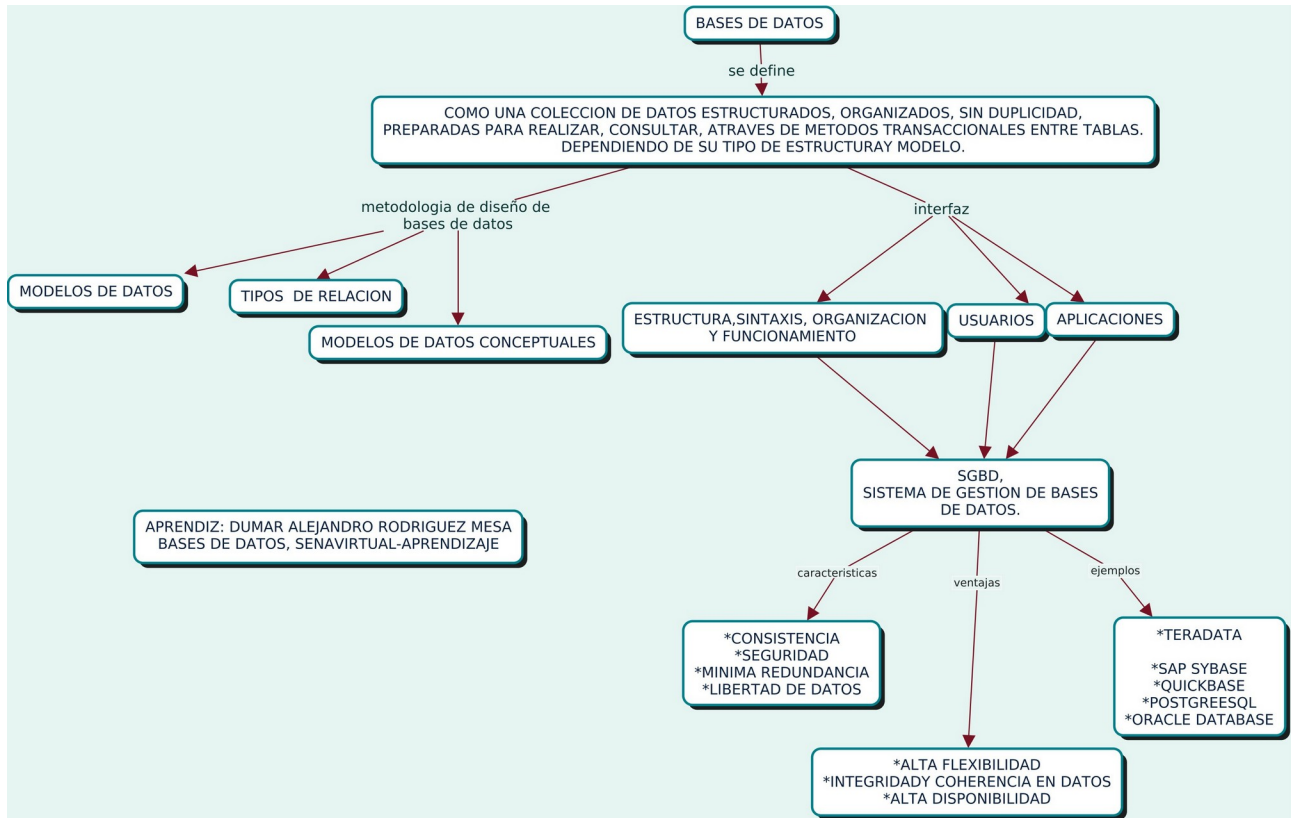 BASES DE DATOS
se define
COMO UNA COLECCION DE DATOS ESTRUCTURADOS, ORGANIZADOS, SIN DUPLICIDAD,
PREPARADAS PARA REALIZAR, CONSULTAR, ATRAVES DE METODOS TRANSACCIONALES ENTRE TABLAS.
DEPENDIENDO DE SU TIPO DE ESTRUCTURAY MODELO.
metodologia de diseño de
bases de datos
interfaz
MODELOS DE DATOS
TIPOS DE RELACION
MODELOS DE DATOS CONCEPTUALES
ESTRUCTURA,SINTAXIS, ORGANIZACION
Y FUNCIONAMIENTO
USUARIOS
APLICACIONES
SGBD,
SISTEMA DE GESTION DE BASES
DE DATOS.
APRENDIZ: DUMAR ALEJANDRO RODRIGUEZ MESA
BASES DE DATOS, SENAVIRTUAL-APRENDIZAJE
caracteristicas
ventajas
ejemplos
*CONSISTENCIA
*SEGURIDAD
*MINIMA REDUNDANCIA
*LIBERTAD DE DATOS
*TERADATA
*SAP SYBASE
*QUICKBASE
*POSTGREESQL
*ORACLE DATABASE
*ALTA FLEXIBILIDAD
*INTEGRIDADY COHERENCIA EN DATOS
*ALTA DISPONIBILIDAD